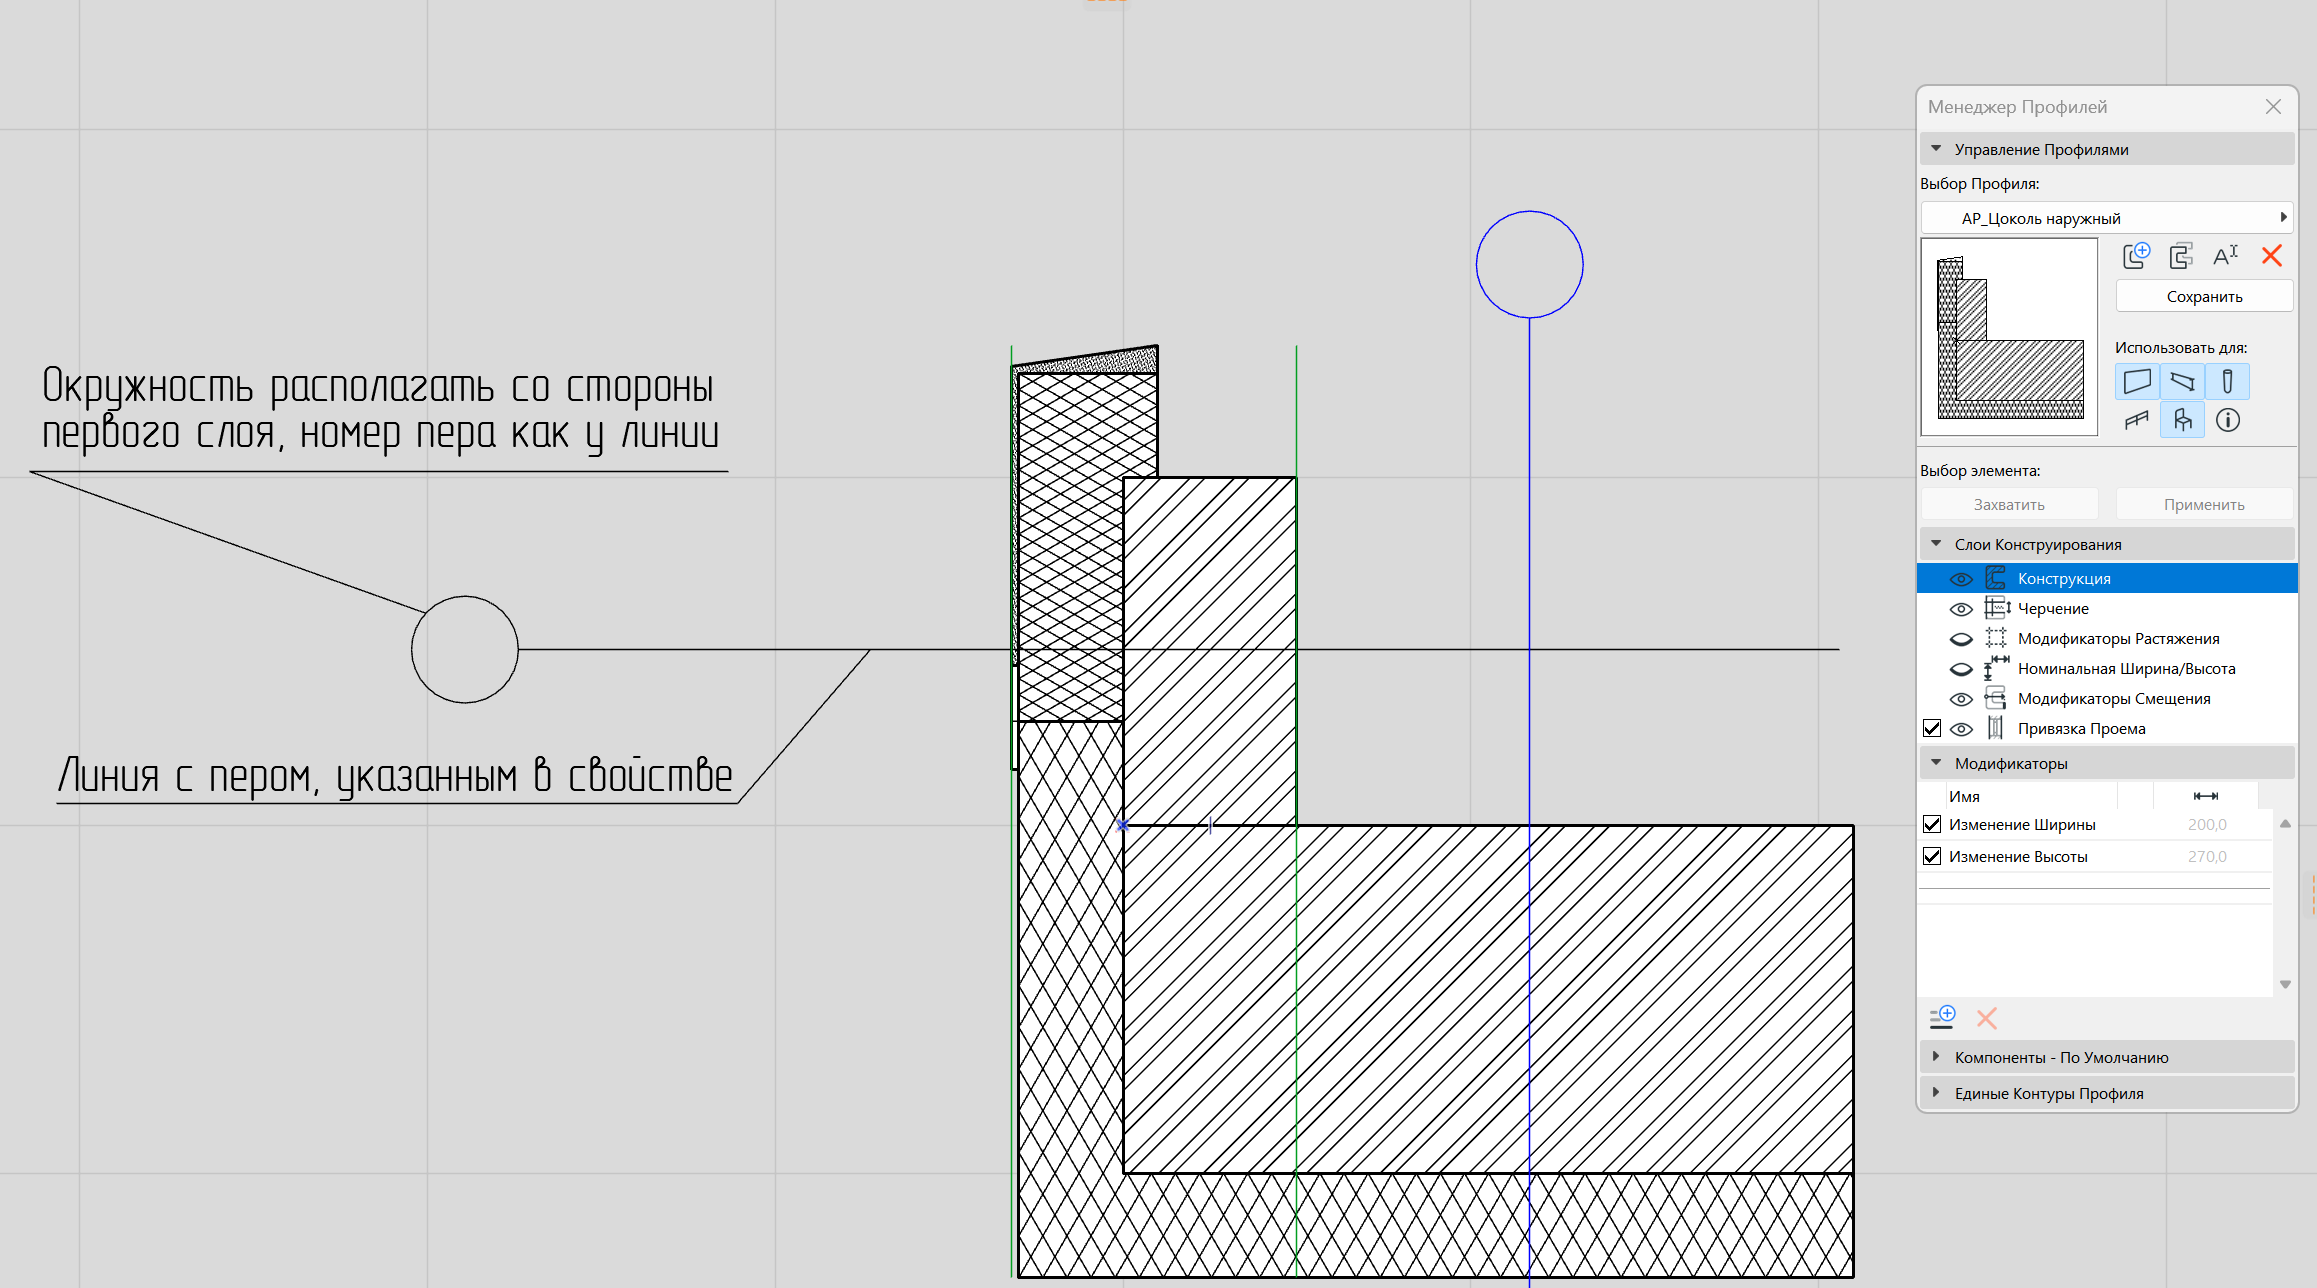 Окружность располагать со стороны
первого слоя, номер пера как у линии
Линия с пером, указанным в свойстве
Менеджер Профилей
Управление Профилями
Выбор Профиля:
АР_Цоколь наружный
Сохранить
Использовать для:
Выбор элемента:
Захватить
Применить
Слои Конструирования
Конструкция
Черчение
Модификаторы Растяжения
Номинальная Ширина/Высота
Модификаторы Смещения
Привязка Проема
Модификаторы
Имя
Изменение Ширины 200,0
Изменение Высоты 270,0
Компоненты - По Умолчанию
Единые Контуры Профиля